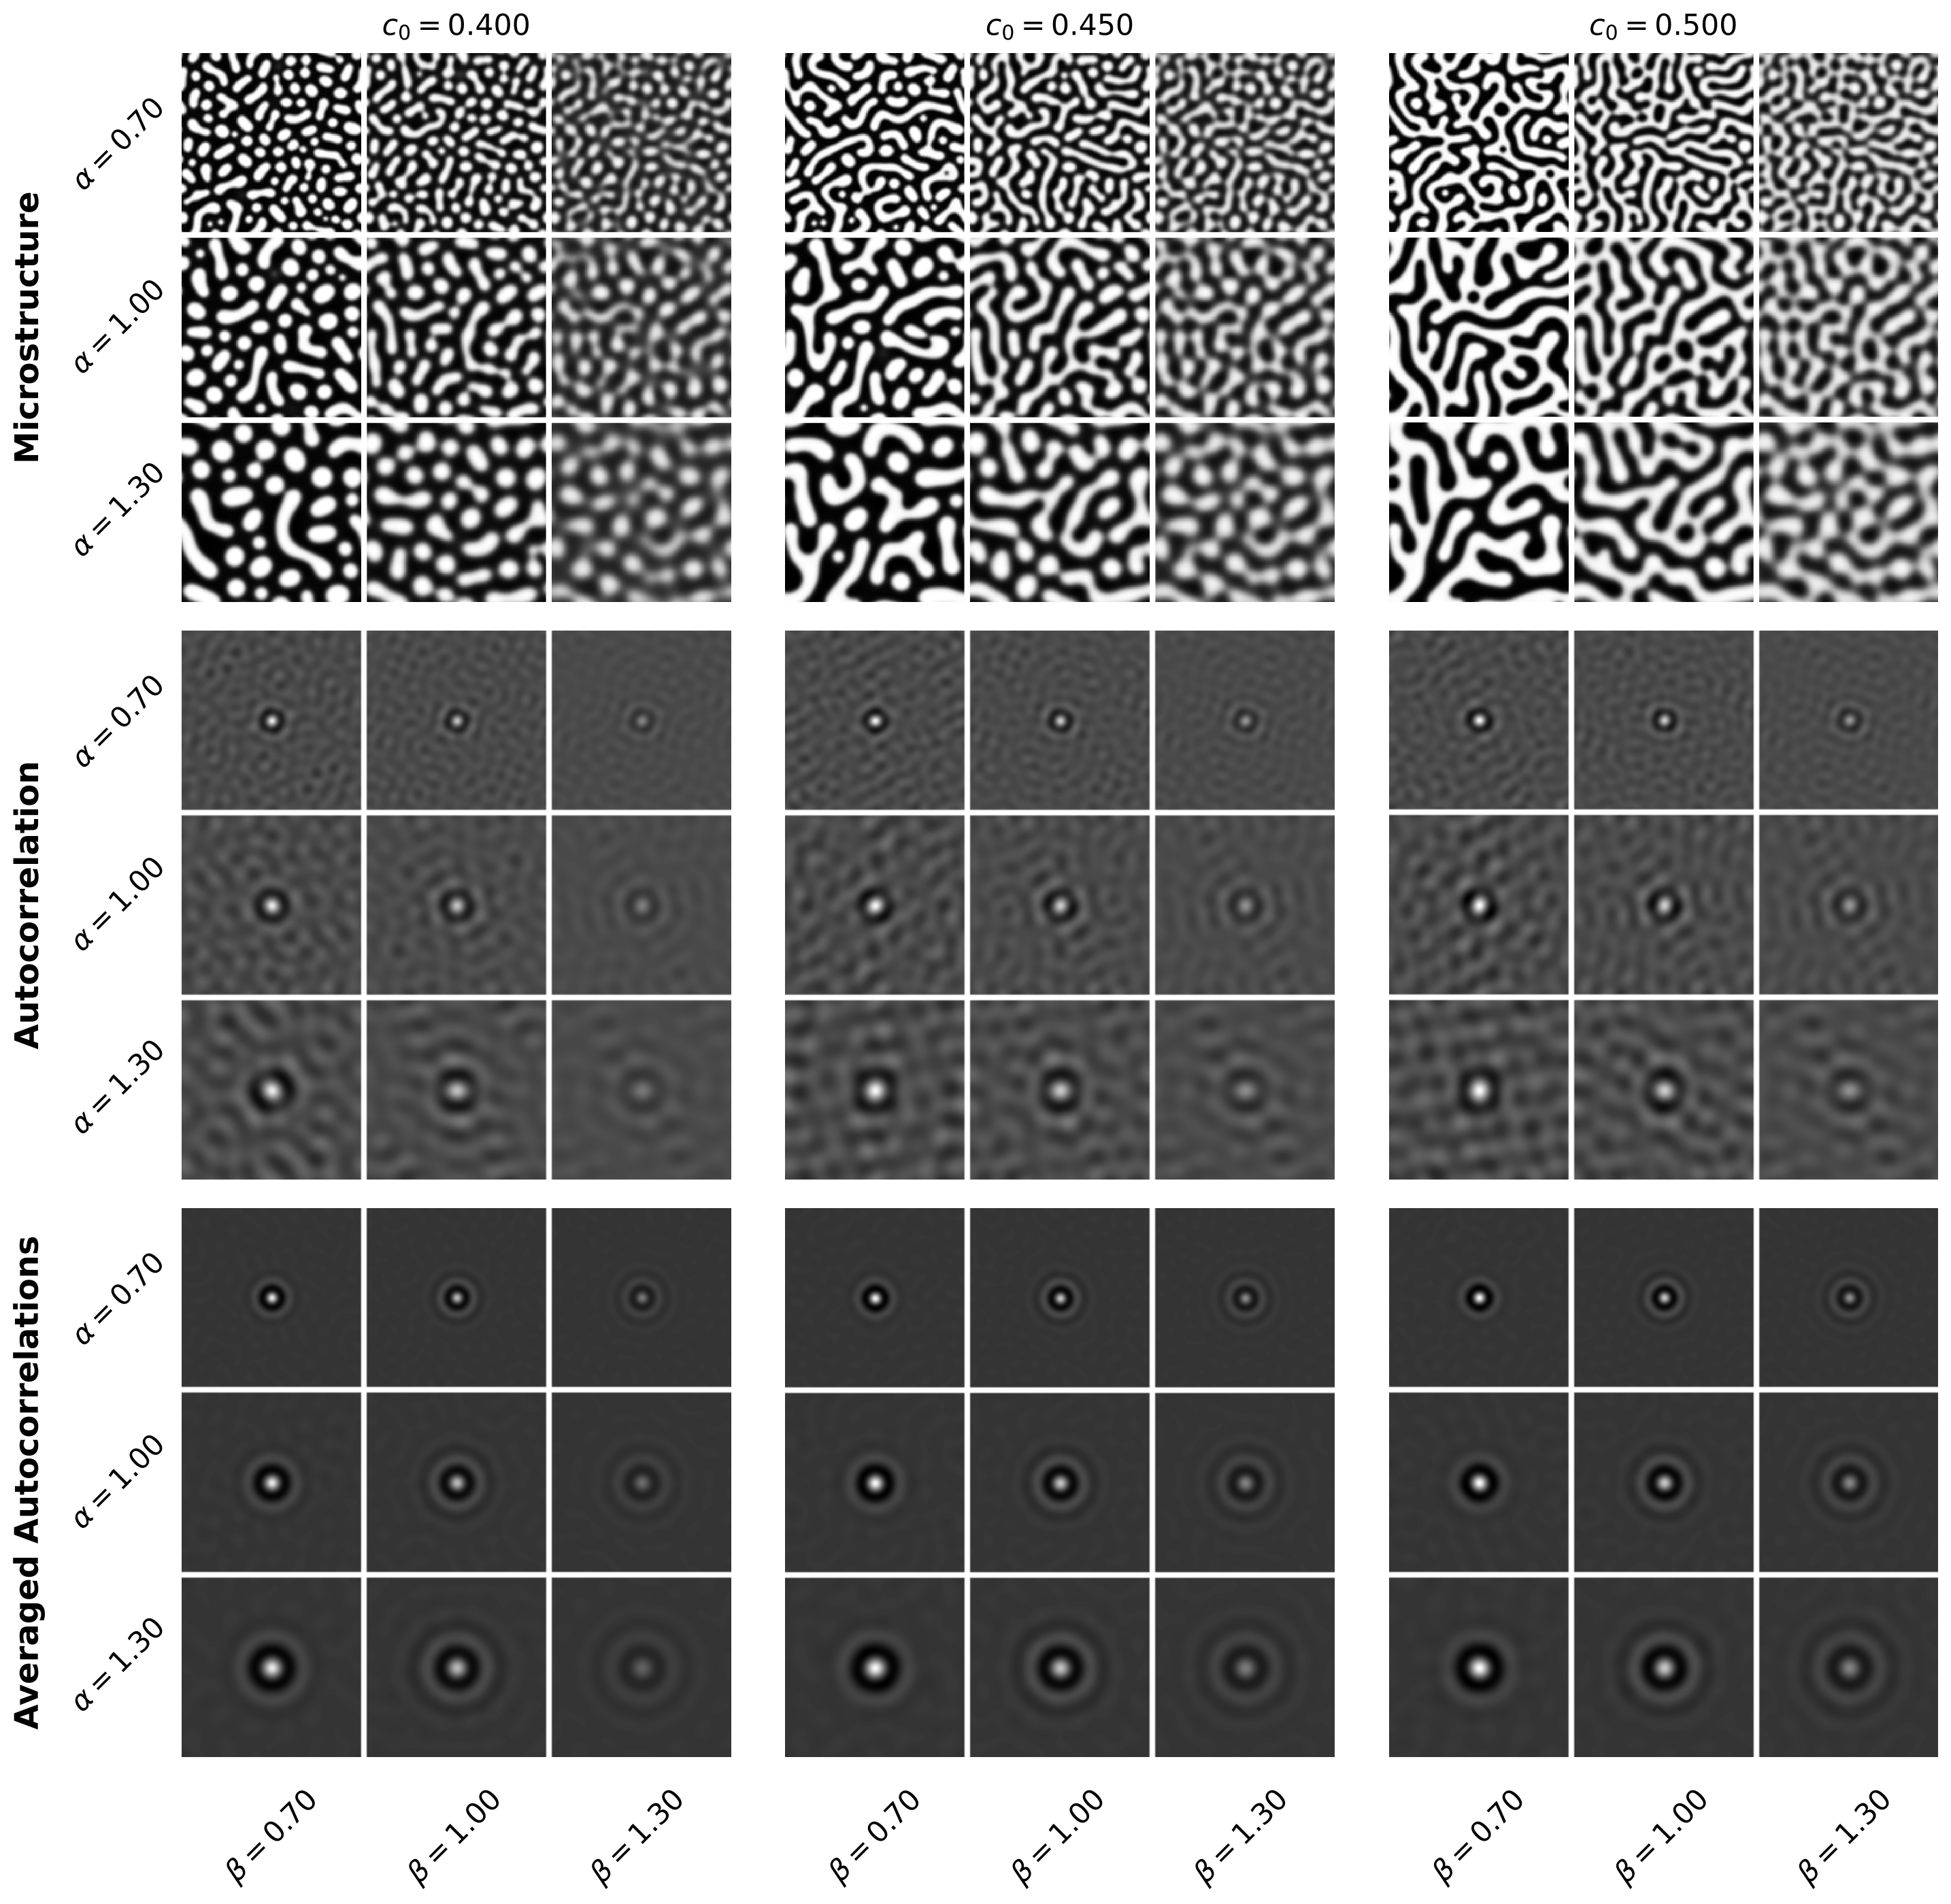 c₀ = 0.400 c₀ = 0.450 c₀ = 0.500
Microstructure
α = 0.70
α = 1.00
α = 1.30
Autocorrelation
α = 0.70
α = 1.00
α = 1.30
Averaged Autocorrelations
α = 0.70
α = 1.00
α = 1.30
β = 0.70 β = 1.00 β = 1.30 β = 0.70 β = 1.00 β = 1.30 β = 0.70 β = 1.00 β = 1.30